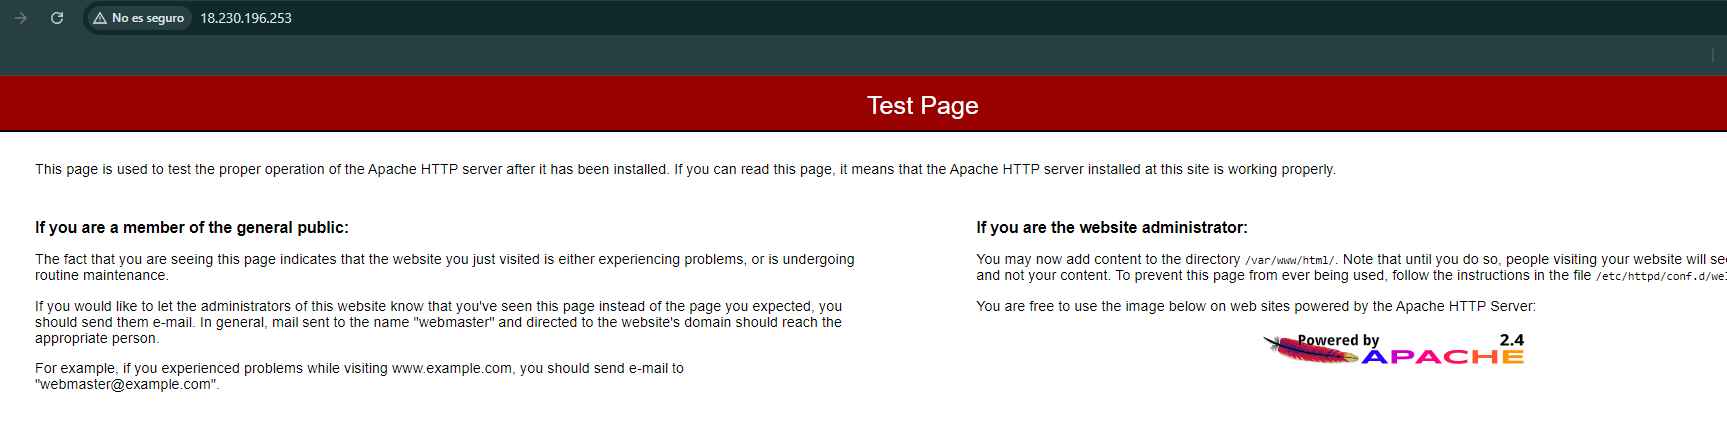 No es seguro 18.230.196.253
Test Page
This page is used to test the proper operation of the Apache HTTP server after it has been installed. If you can read this page, it means that the Apache HTTP server installed at this site is working properly.
If you are a member of the general public:
The fact that you are seeing this page indicates that the website you just visited is either experiencing problems, or is undergoing
routine maintenance.
If you would like to let the administrators of this website know that you've seen this page instead of the page you expected, you
should send them e-mail. In general, mail sent to the name "webmaster" and directed to the website's domain should reach the
appropriate person.
For example, if you experienced problems while visiting www.example.com, you should send e-mail to
"webmaster@example.com".
If you are the website administrator:
You may now add content to the directory /var/www/html/. Note that until you do so, people visiting your website will
and not your content. To prevent this page from ever being used, follow the instructions in the file
You are free to use the image below on web sites powered by the Apache HTTP Server:
Powered by 2.4
APACHE